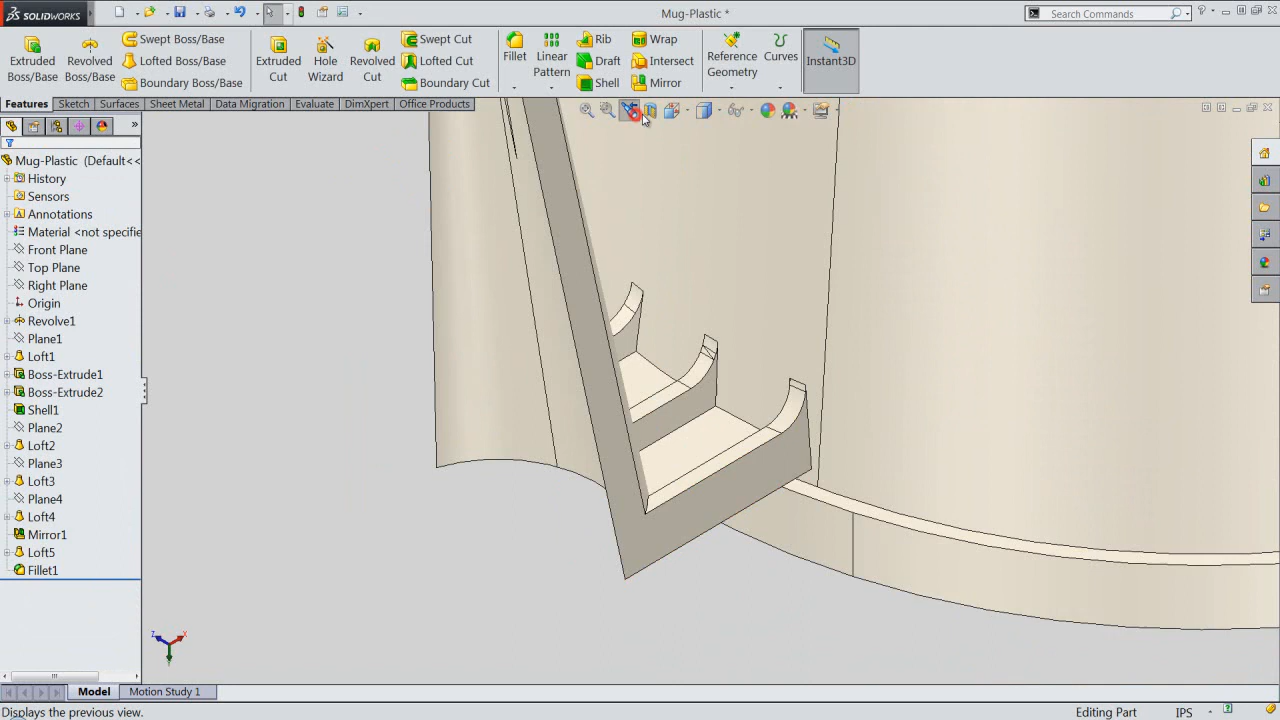 SOLIDWORKS
Mug-Plastic *
Search Commands
Extruded
Boss/Base
Revolved
Boss/Base
Swept Boss/Base
Lofted Boss/Base
Boundary Boss/Base
Extruded
Cut
Hole
Wizard
Revolved
Cut
Swept Cut
Lofted Cut
Boundary Cut
Fillet
Linear
Pattern
Rib
Draft
Shell
Wrap
Intersect
Mirror
Reference
Geometry
Curves
Instant3D
Features
Sketch
Surfaces
Sheet Metal
Data Migration
Evaluate
DimXpert
Office Products
Mug-Plastic (Default<<
History
Sensors
Annotations
Material <not specifie
Front Plane
Top Plane
Right Plane
Origin
Revolve1
Plane1
Loft1
Boss-Extrude1
Boss-Extrude2
Shell1
Plane2
Loft2
Plane3
Loft3
Plane4
Loft4
Mirror1
Loft5
Fillet1
Z
X
Y
Model
Motion Study 1
Displays the previous view.
Editing Part
IPS